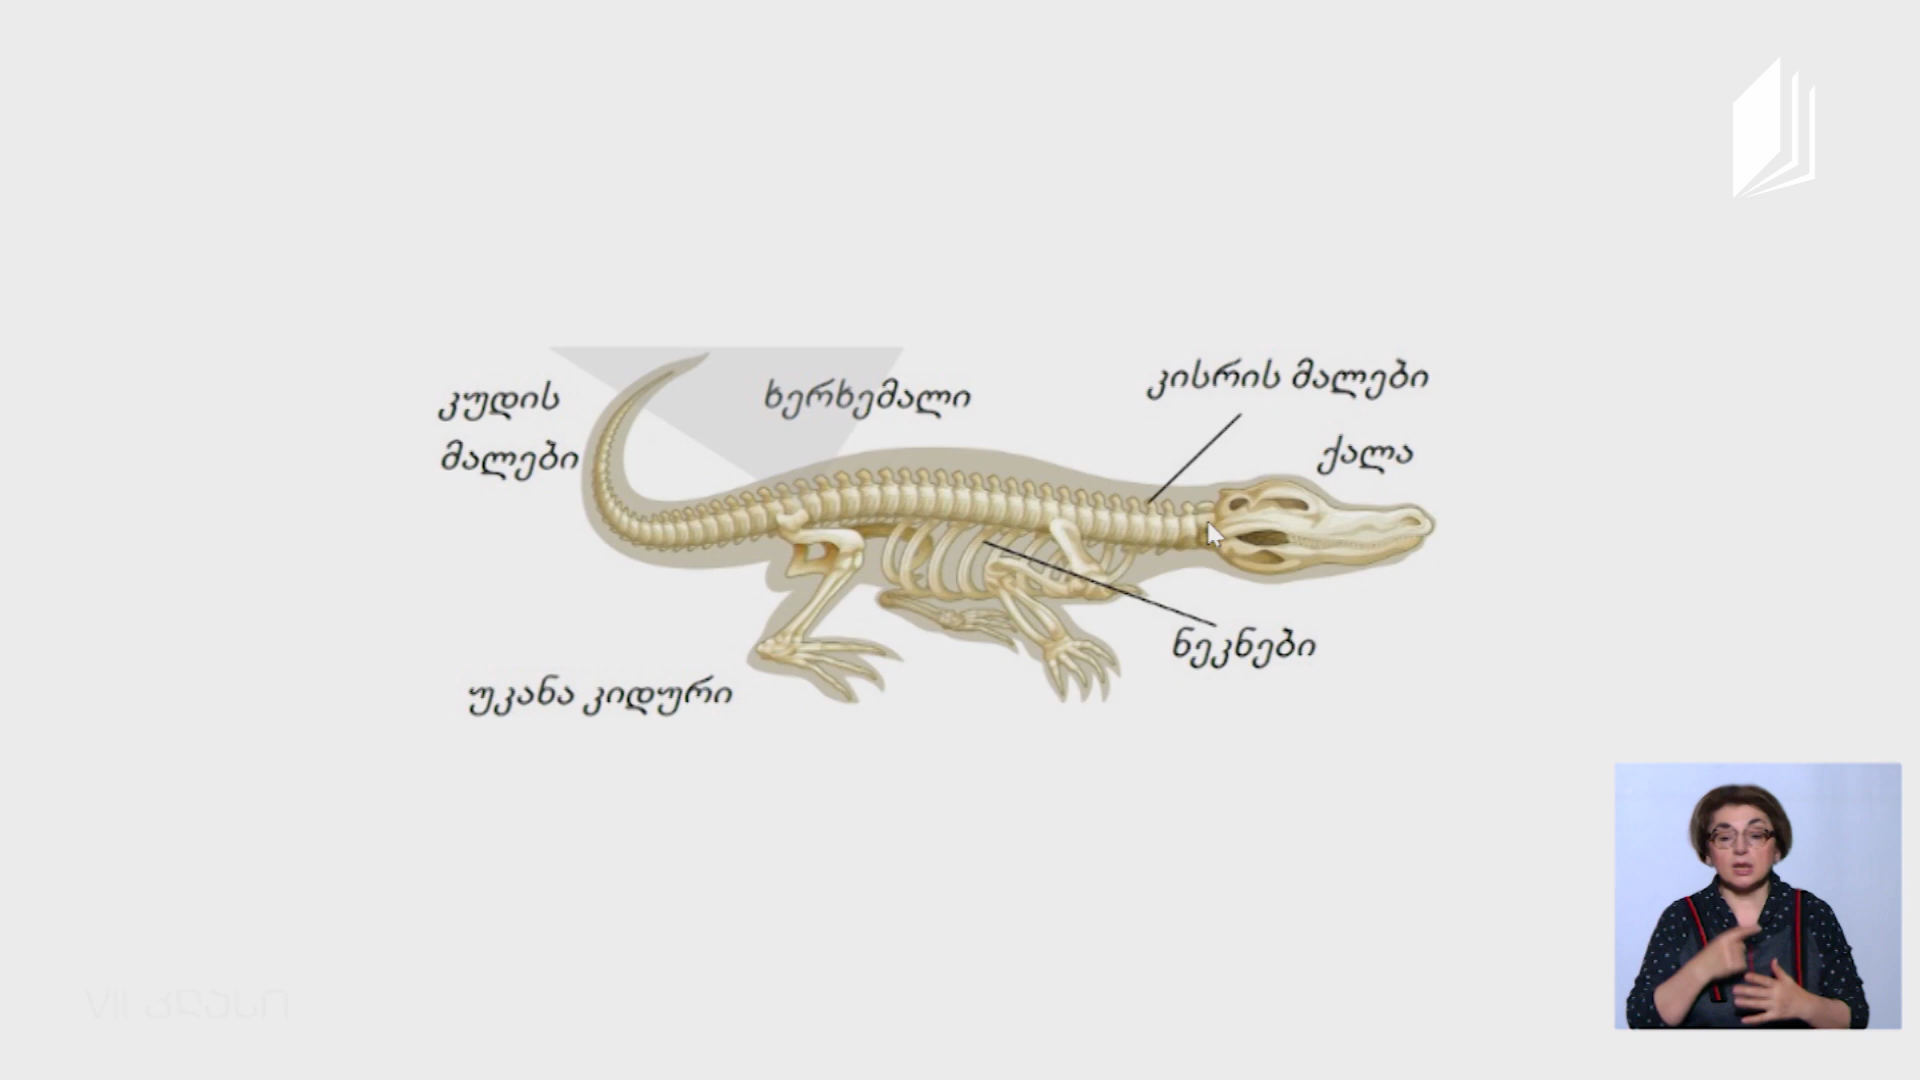 კისრის მალები
კუდის
მალები
ხერხემალი
ქალა
ნეკნები
უკანა კიდური
VII კლასი